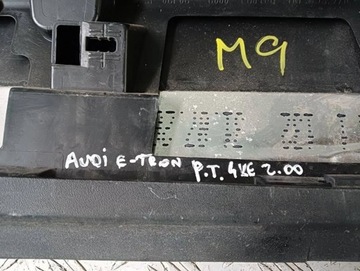 M9
AUDI E-TRON P.T. 4KE 2.00